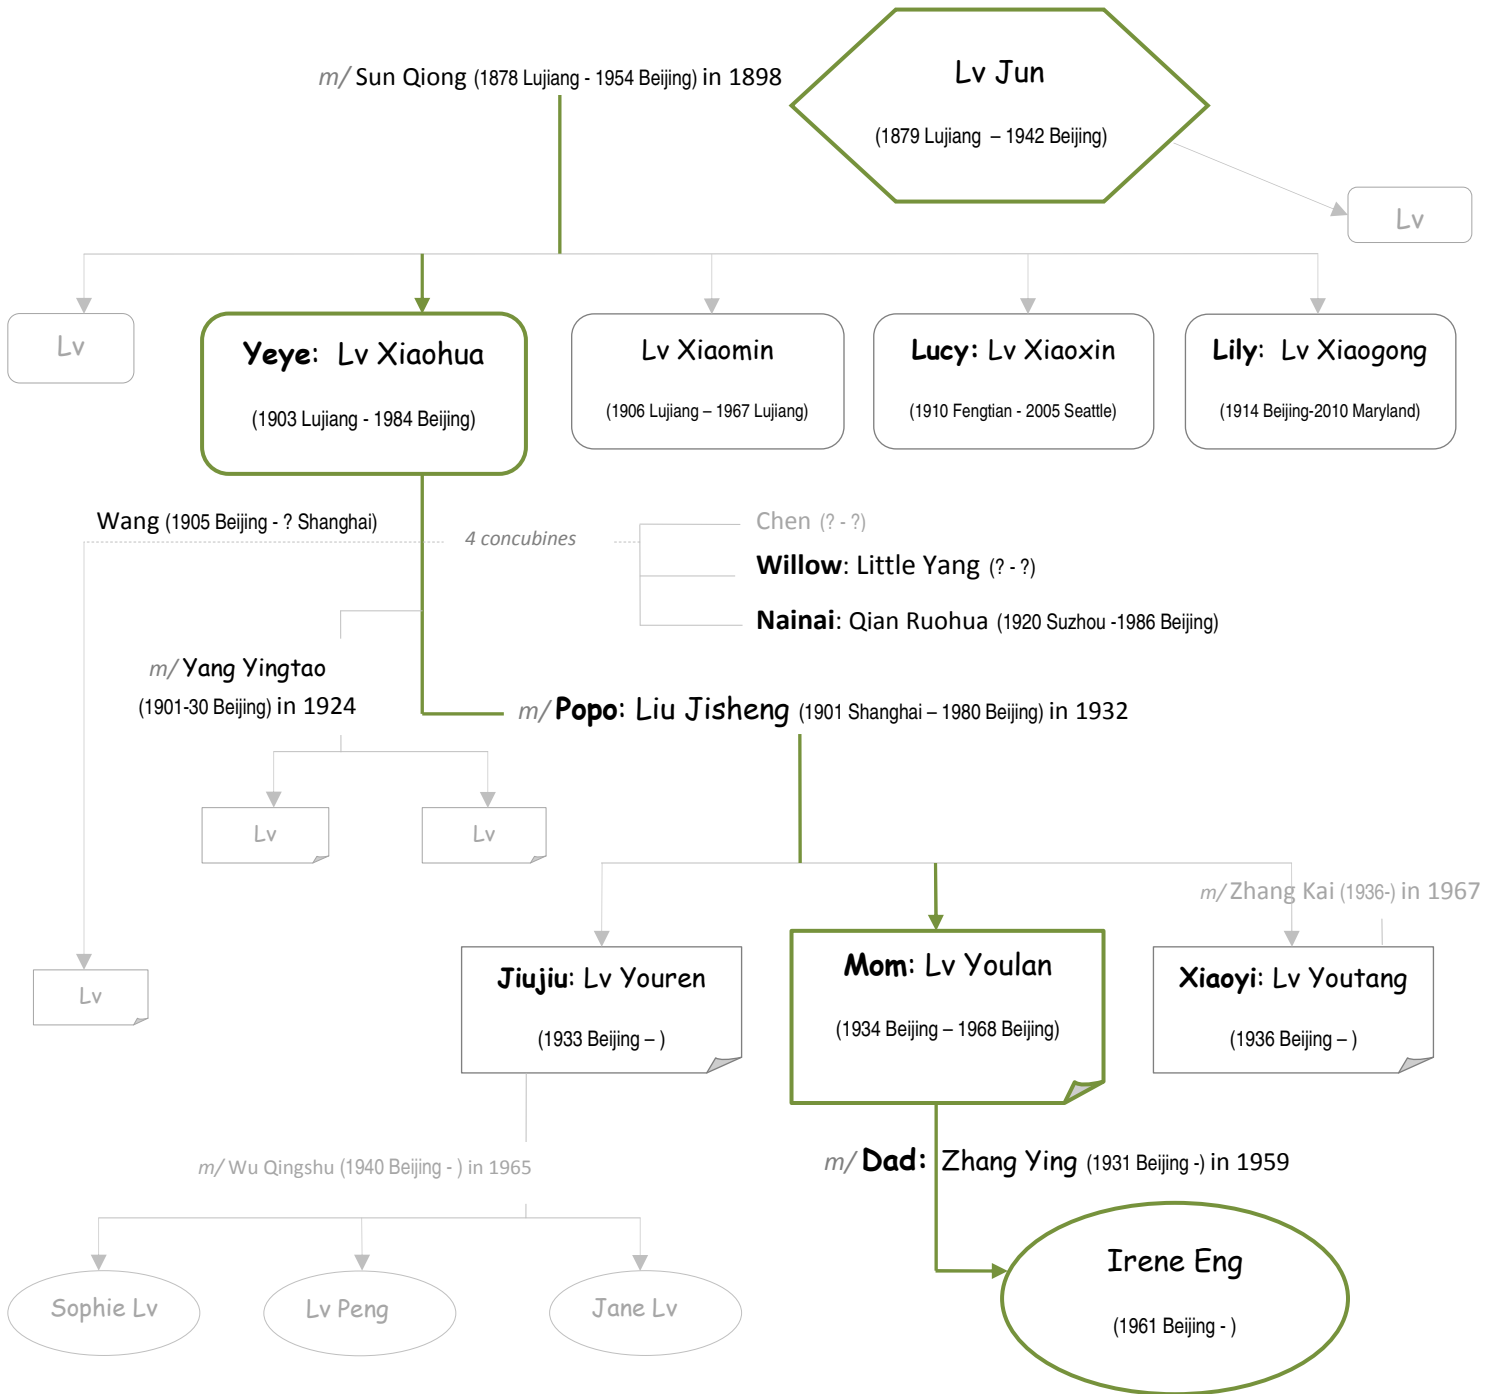 m/ Sun Qiong (1878 Lujiang - 1954 Beijing) in 1898
Lv Jun
(1879 Lujiang – 1942 Beijing)
Lv
Lv
Yeye: Lv Xiaohua
(1903 Lujiang - 1984 Beijing)
Lv Xiaomin
(1906 Lujiang – 1967 Lujiang)
Lucy: Lv Xiaoxin
(1910 Fengtian - 2005 Seattle)
Lily: Lv Xiaogong
(1914 Beijing-2010 Maryland)
Wang (1905 Beijing - ? Shanghai)
4 concubines
Chen (? - ?)
Willow: Little Yang (? - ?)
Nainai: Qian Ruohua (1920 Suzhou -1986 Beijing)
m/ Yang Yingtao
(1901-30 Beijing) in 1924
m/ Popo: Liu Jisheng (1901 Shanghai – 1980 Beijing) in 1932
Lv
Lv
Lv
m/ Zhang Kai (1936-) in 1967
Jiujiu: Lv Youren
(1933 Beijing – )
Mom: Lv Youlan
(1934 Beijing – 1968 Beijing)
Xiaoyi: Lv Youtang
(1936 Beijing – )
m/ Wu Qingshu (1940 Beijing - ) in 1965
m/ Dad: Zhang Ying (1931 Beijing -) in 1959
Sophie Lv
Lv Peng
Jane Lv
Irene Eng
(1961 Beijing - )